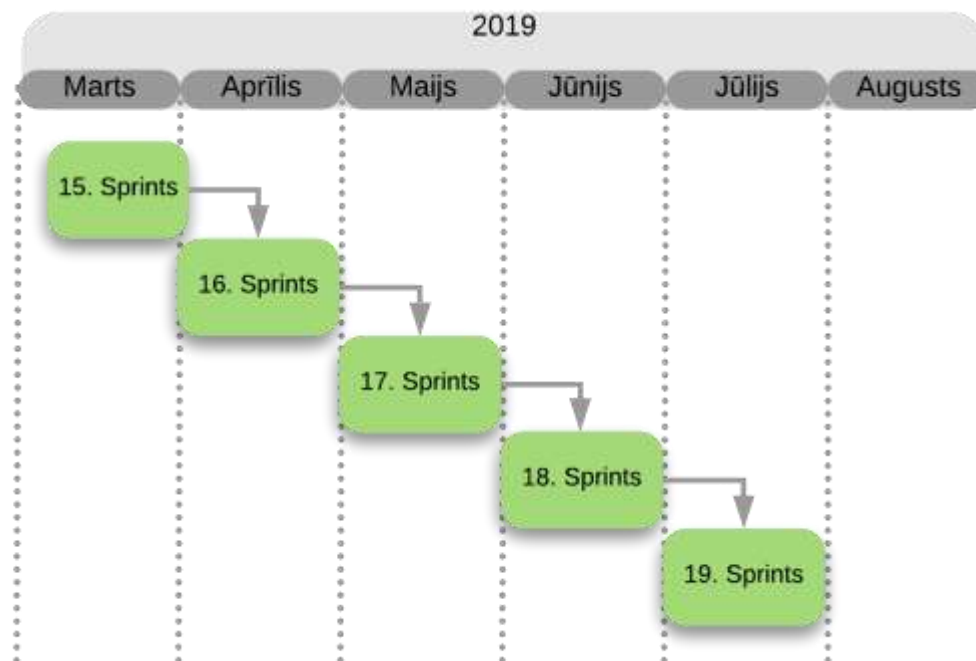 2019
Marts Aprīlis Maijs Jūnijs Jūlijs Augusts
15. Sprints
16. Sprints
17. Sprints
18. Sprints
19. Sprints